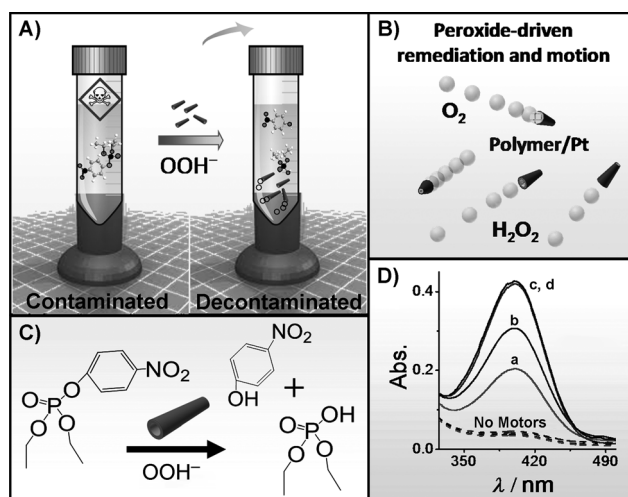 A)
OOH⁻
Contaminated
Decontaminated
B)
Peroxide-driven
remediation and motion
O₂
Polymer/Pt
H₂O₂
C)
NO₂
O
O
P
O
O
OOH⁻
NO₂
OH
+
O
OH
P
O
O
D)
Abs.
0.4
0.2
0.0
c, d
b
a
No Motors
350
420
490
λ / nm